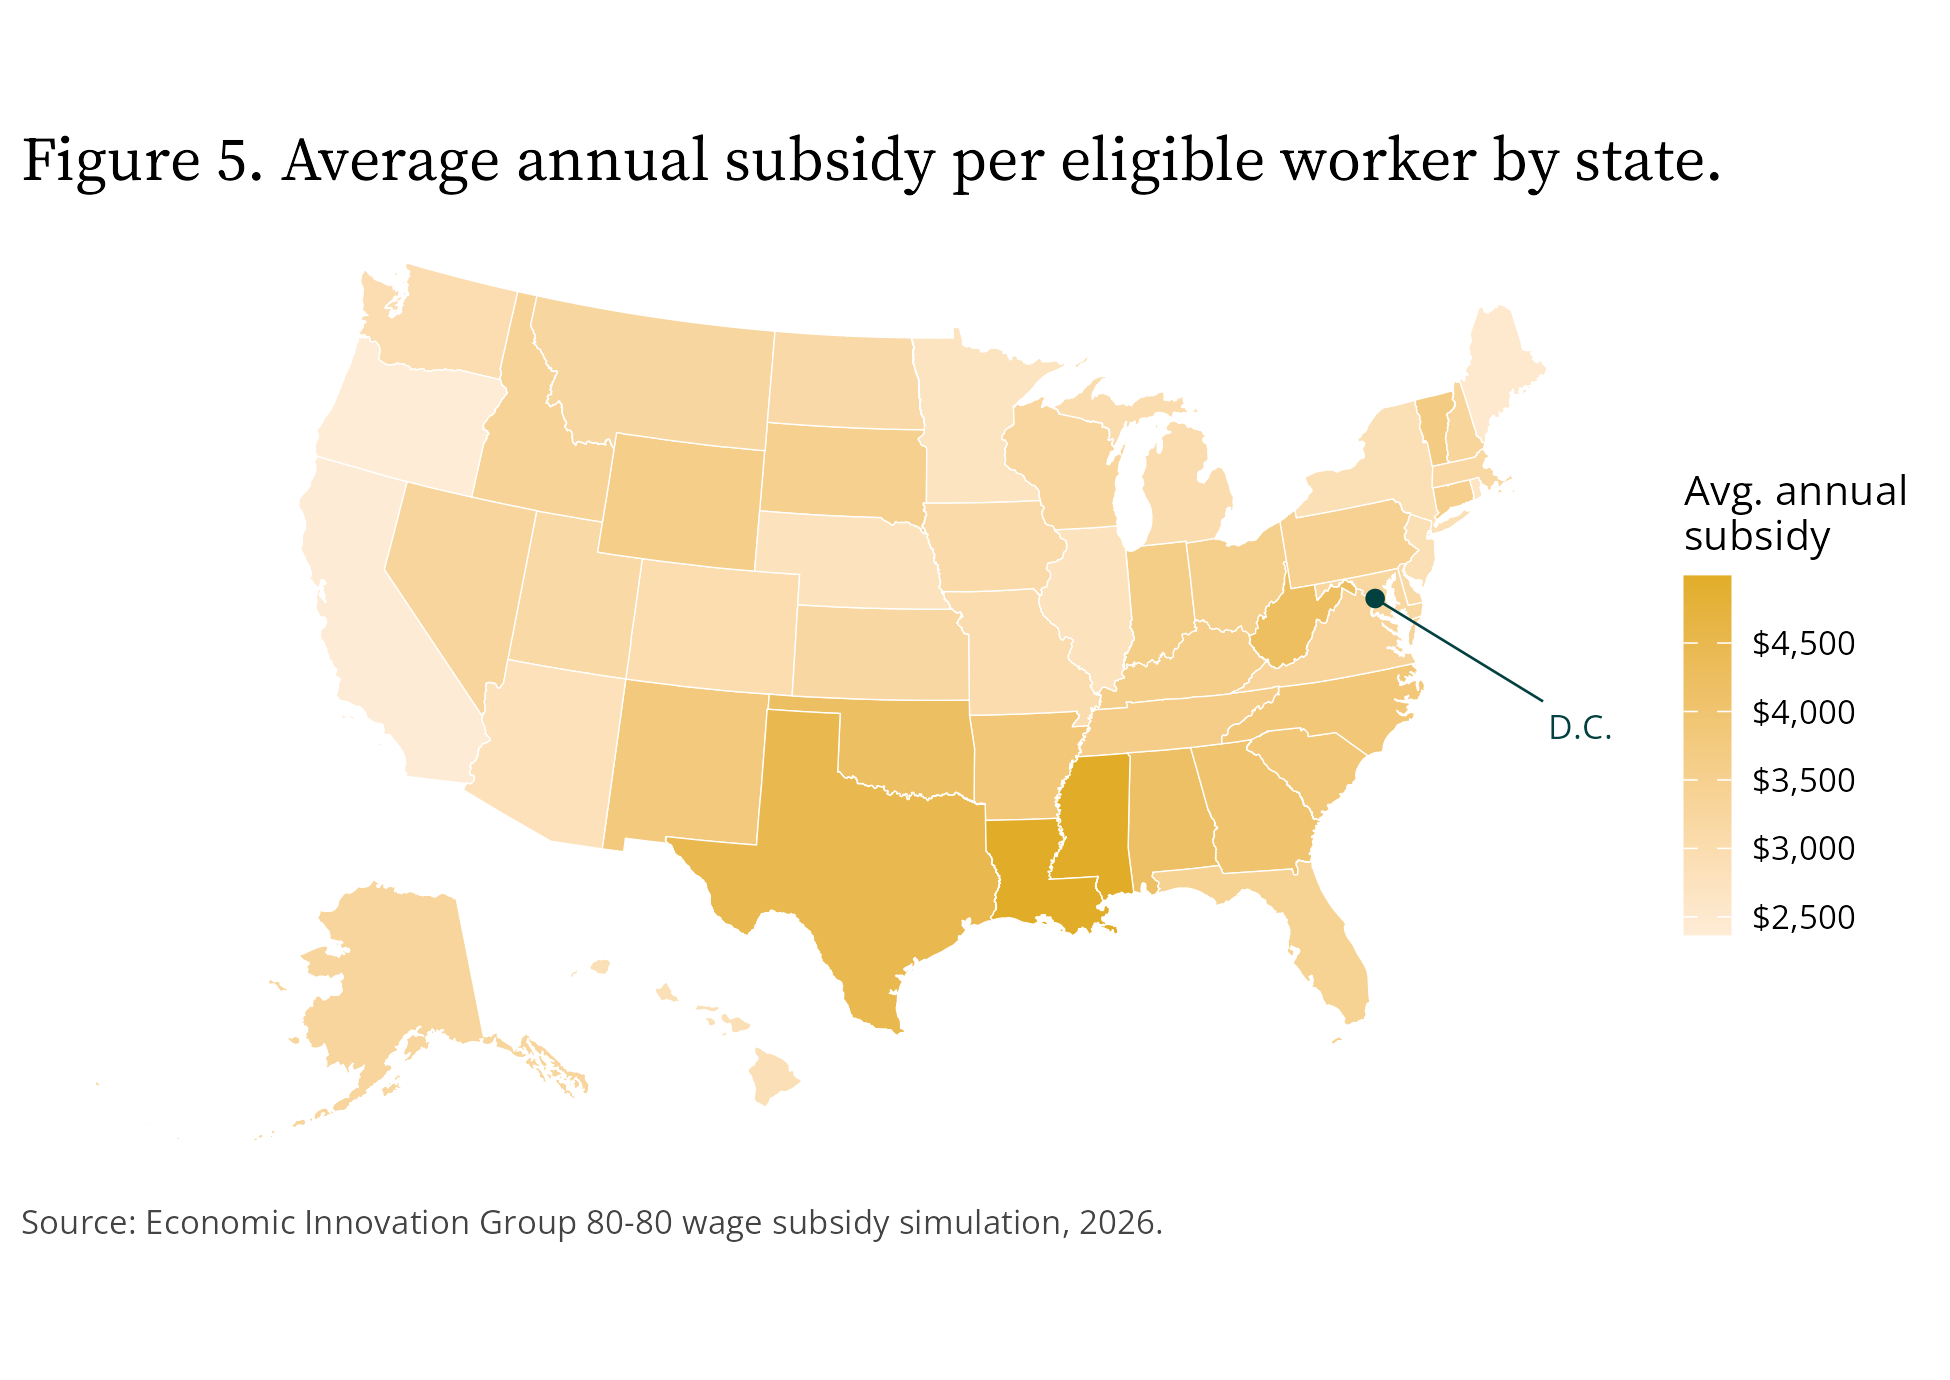 Figure 5. Average annual subsidy per eligible worker by state.
Avg. annual
subsidy
$4,500
$4,000
$3,500
$3,000
$2,500
D.C.
Source: Economic Innovation Group 80-80 wage subsidy simulation, 2026.